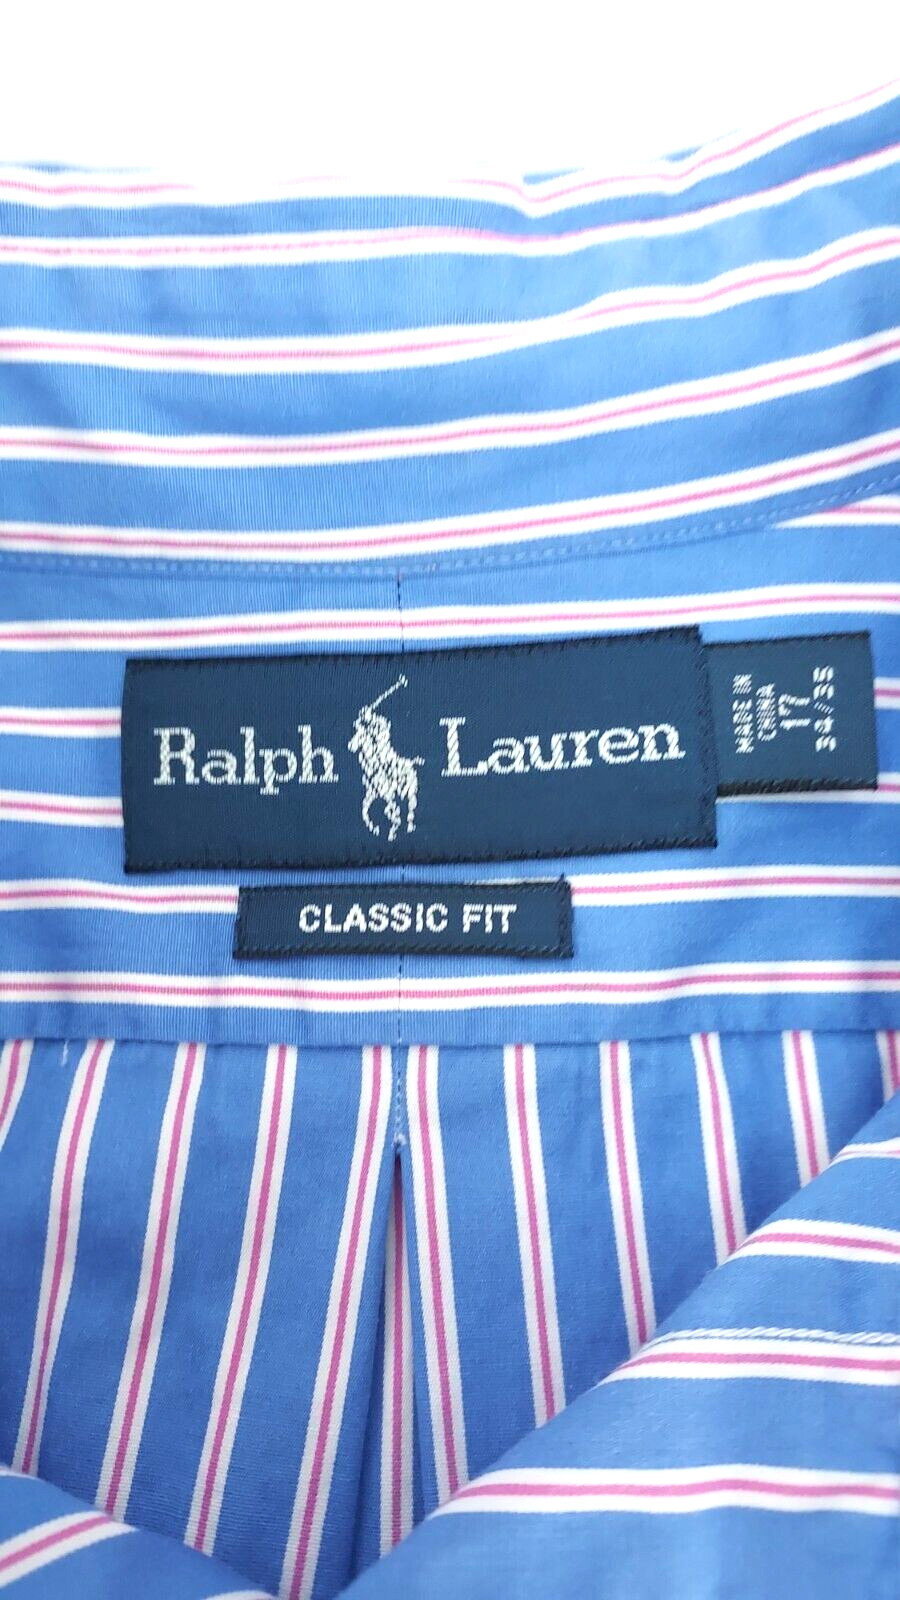 Ralph Lauren
MADE IN
CHINA
17
34/35
CLASSIC FIT